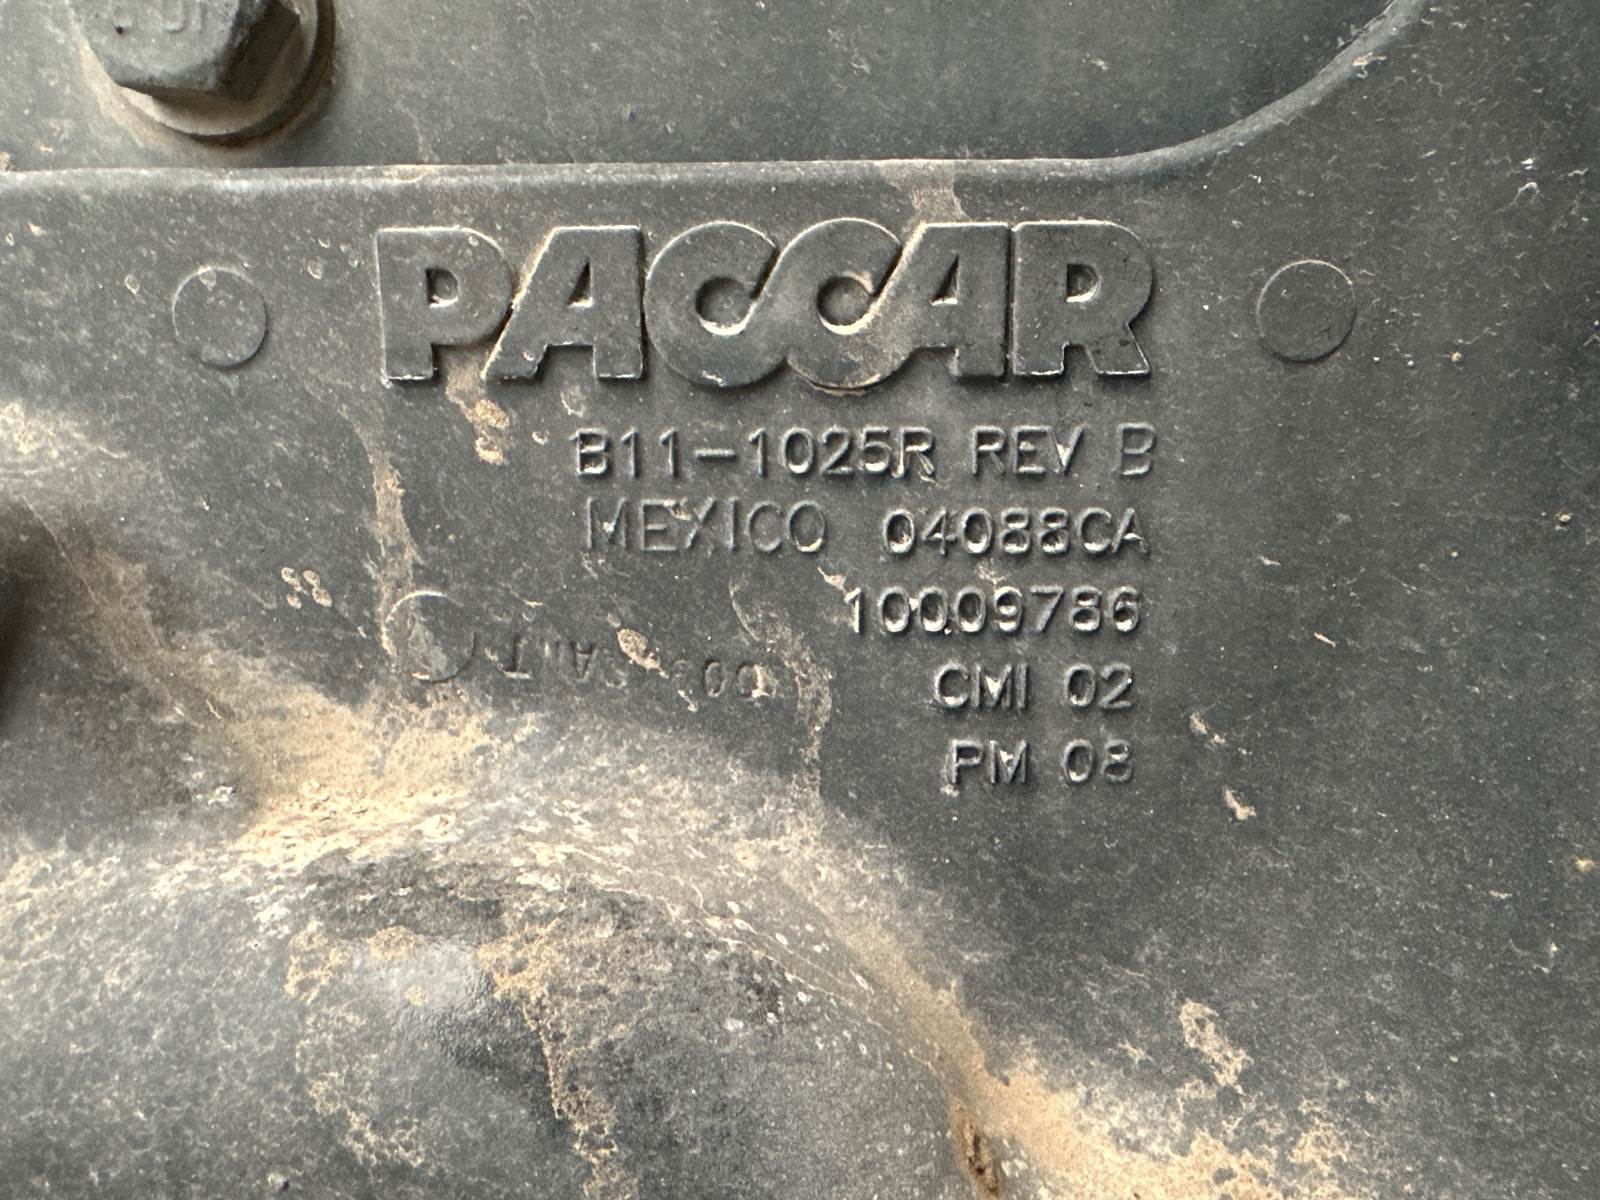 PACCAR
B11-1025R REV B
MEXICO 04088CA
10009786
CMI 02
PM 08